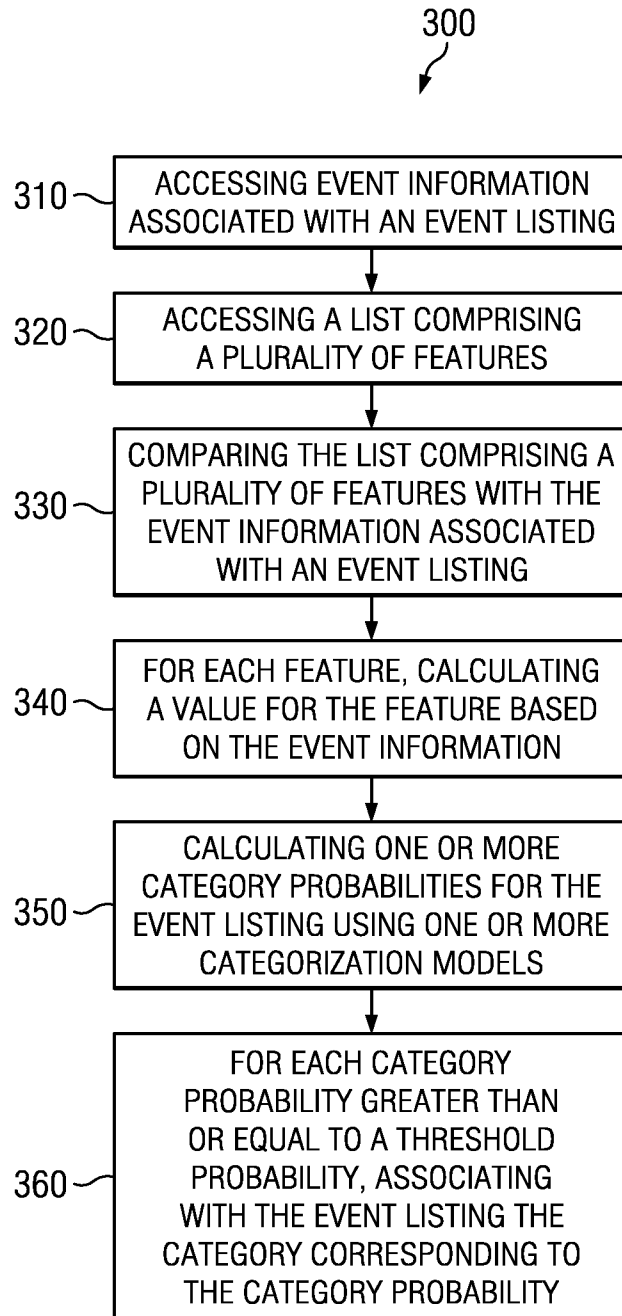 300
310
ACCESSING EVENT INFORMATION
ASSOCIATED WITH AN EVENT LISTING
320
ACCESSING A LIST COMPRISING
A PLURALITY OF FEATURES
330
COMPARING THE LIST COMPRISING A
PLURALITY OF FEATURES WITH THE
EVENT INFORMATION ASSOCIATED
WITH AN EVENT LISTING
340
FOR EACH FEATURE, CALCULATING
A VALUE FOR THE FEATURE BASED
ON THE EVENT INFORMATION
350
CALCULATING ONE OR MORE
CATEGORY PROBABILITIES FOR THE
EVENT LISTING USING ONE OR MORE
CATEGORIZATION MODELS
360
FOR EACH CATEGORY
PROBABILITY GREATER THAN
OR EQUAL TO A THRESHOLD
PROBABILITY, ASSOCIATING
WITH THE EVENT LISTING THE
CATEGORY CORRESPONDING TO
THE CATEGORY PROBABILITY